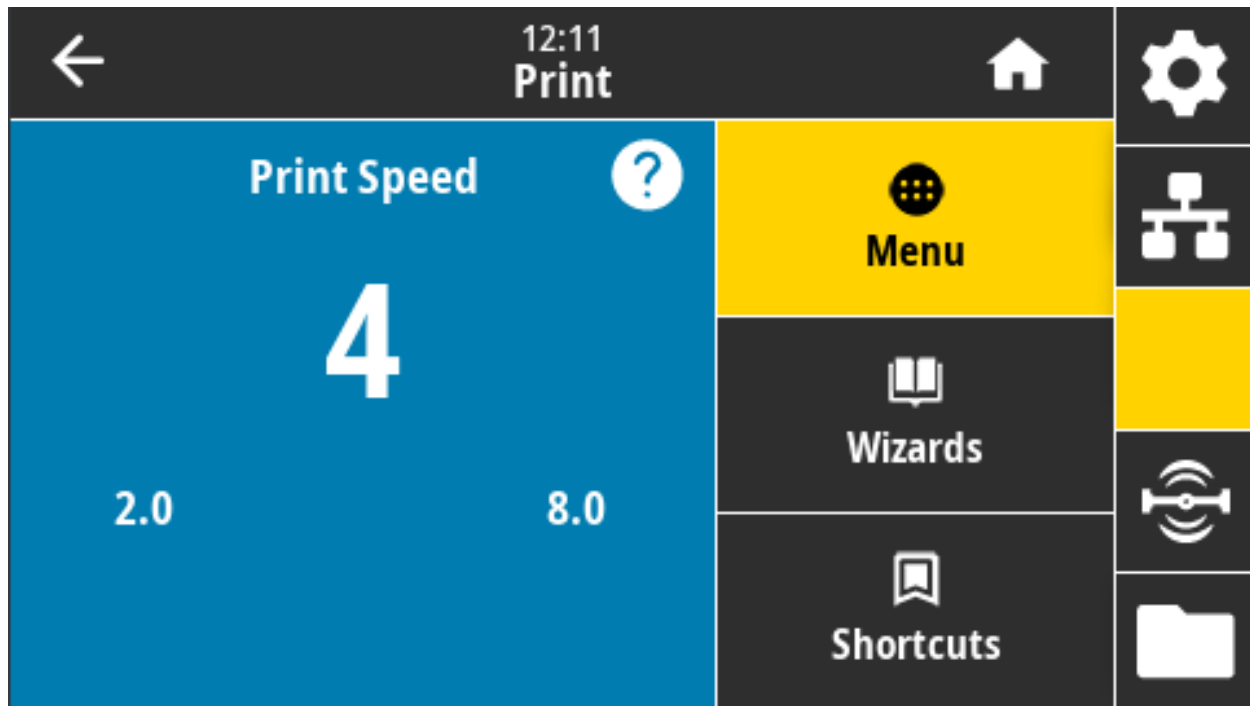 12:11
Print
Print Speed
?
4
2.0
8.0
Menu
Wizards
Shortcuts